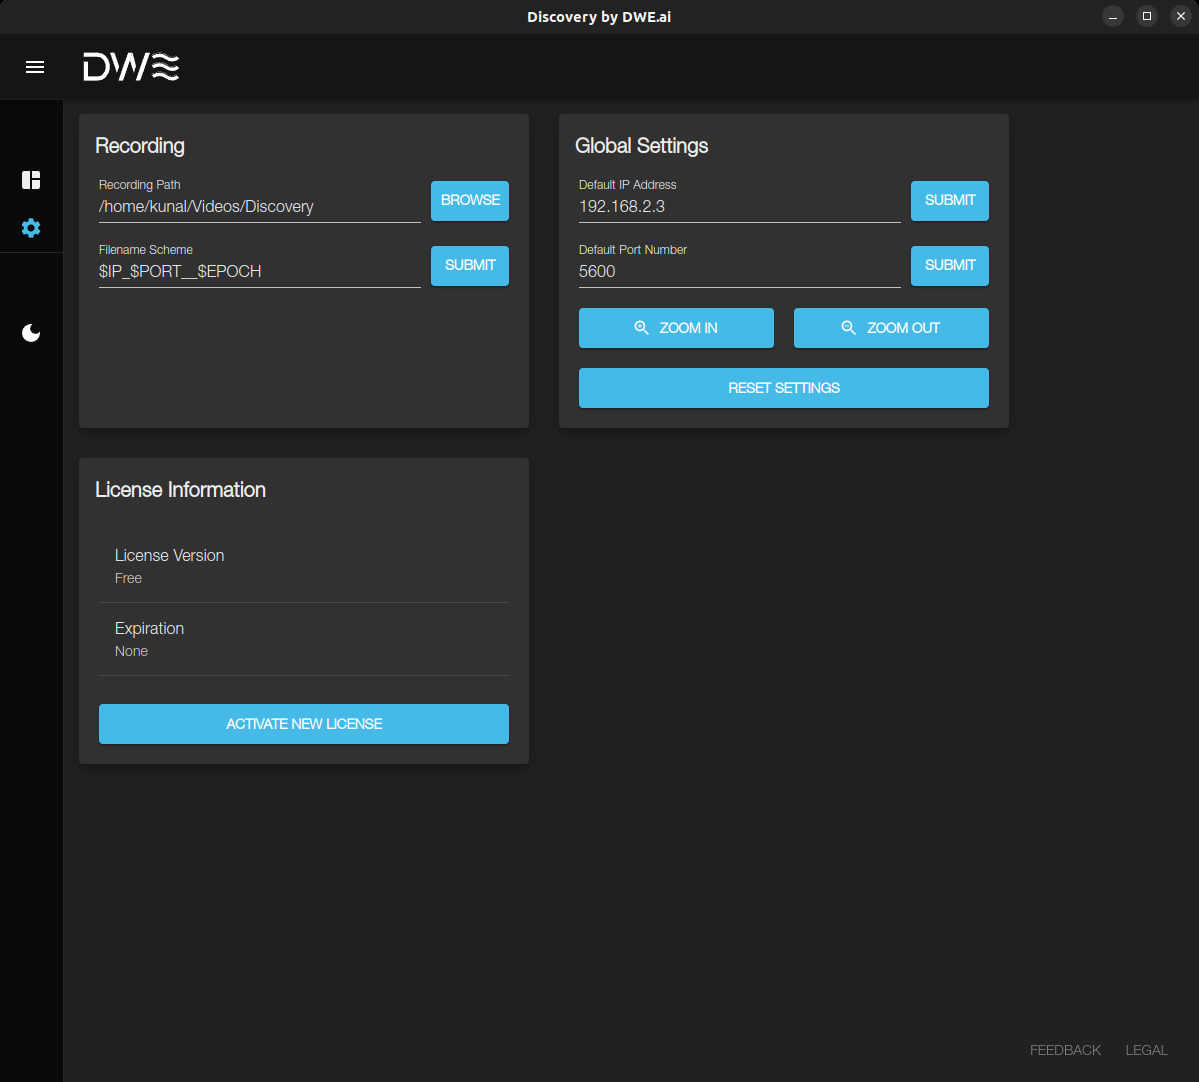 Discovery by DWE.ai
DWE
Recording
Recording Path
/home/kunal/Videos/Discovery
BROWSE
Filename Scheme
$IP_$PORT__$EPOCH
SUBMIT
Global Settings
Default IP Address
192.168.2.3
SUBMIT
Default Port Number
5600
SUBMIT
ZOOM IN
ZOOM OUT
RESET SETTINGS
License Information
License Version
Free
Expiration
None
ACTIVATE NEW LICENSE
FEEDBACK
LEGAL